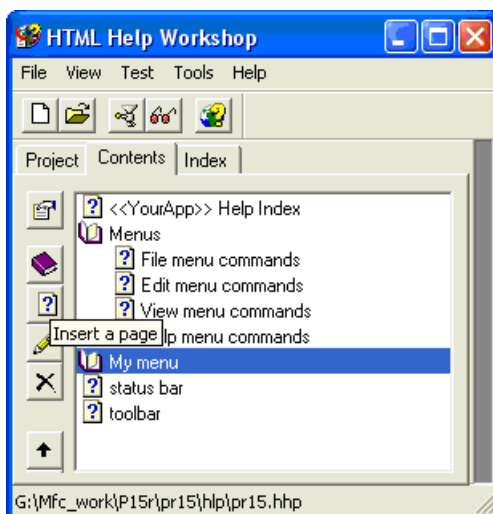 HTML Help Workshop
File View Test Tools Help
Project Contents Index
<<YourApp>> Help Index
Menus
File menu commands
Edit menu commands
View menu commands
Insert a page lp menu commands
My menu
status bar
toolbar
G:\Mfc_work\P15r\pr15\hlp\pr15.hhp